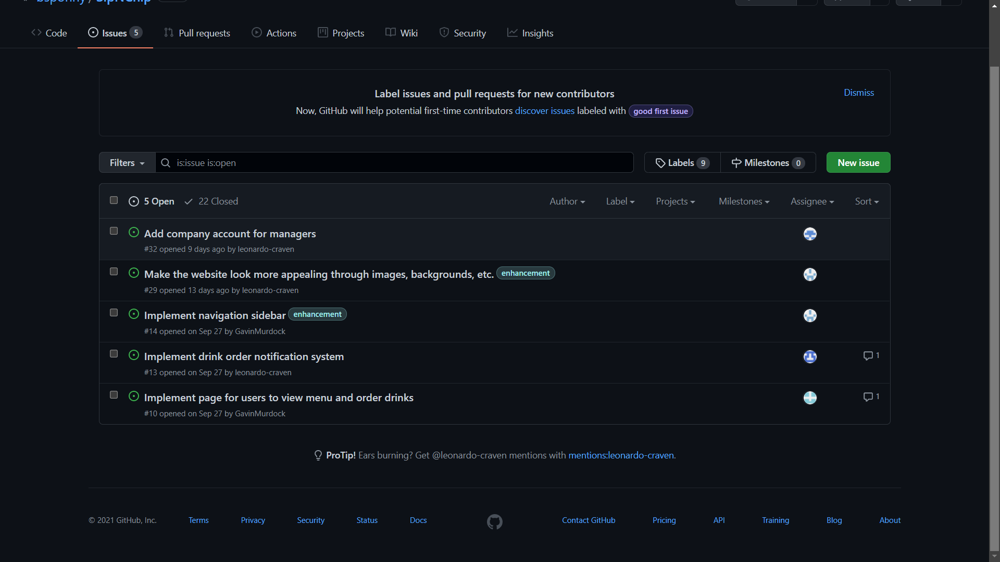 bsponny / SipNChip
Code Issues 5 Pull requests Actions Projects Wiki Security Insights
Label issues and pull requests for new contributors
Dismiss
Now, GitHub will help potential first-time contributors discover issues labeled with good first issue
Filters is:issue is:open Labels 9 Milestones 0 New issue
5 Open 22 Closed Author Label Projects Milestones Assignee Sort
Add company account for managers
#32 opened 9 days ago by leonardo-craven
Make the website look more appealing through images, backgrounds, etc. enhancement
#29 opened 13 days ago by leonardo-craven
Implement navigation sidebar enhancement
#14 opened on Sep 27 by GavinMurdock
Implement drink order notification system 1
#13 opened on Sep 27 by leonardo-craven
Implement page for users to view menu and order drinks 1
#10 opened on Sep 27 by GavinMurdock
ProTip! Ears burning? Get @leonardo-craven mentions with mentions:leonardo-craven.
© 2021 GitHub, Inc. Terms Privacy Security Status Docs Contact GitHub Pricing API Training Blog About